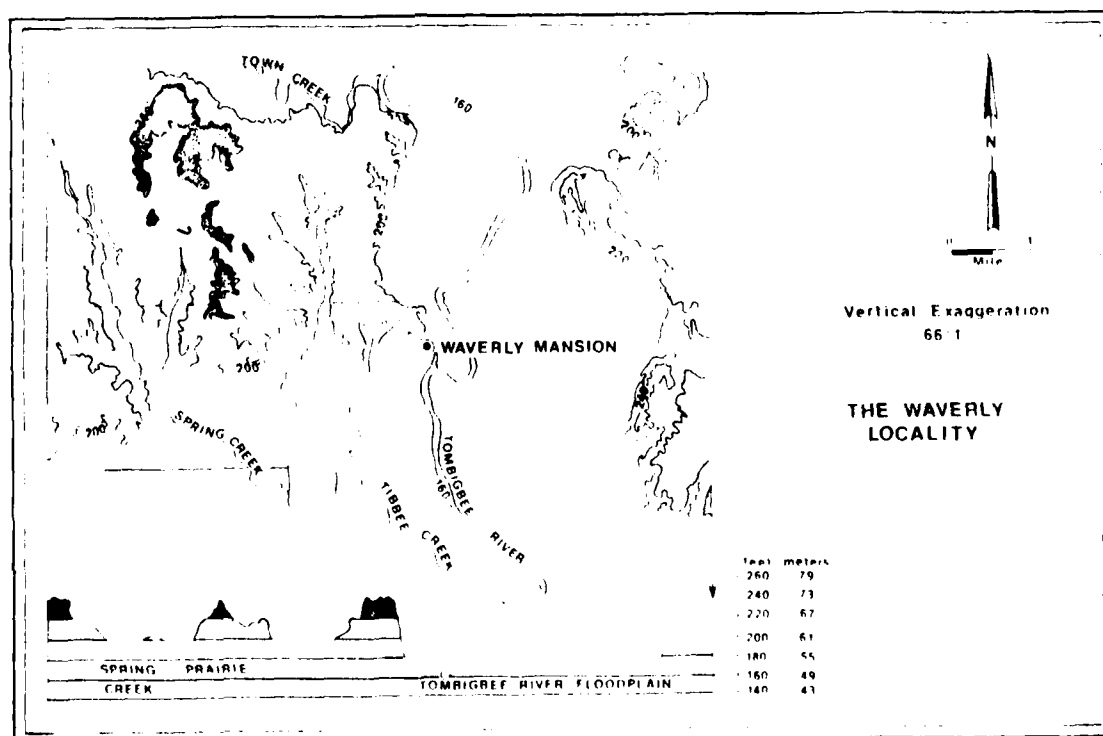 TOWN
CREEK
160
200
N
200
220
Mile
Vertical Exaggeration
66:1
WAVERLY MANSION
200
THE WAVERLY
LOCALITY
200
SPRING CREEK
TOMBIGBEE
RIVER
160
TIBBEE
CREEK
feet meters
260 79
240 73
220 67
200 61
180 55
160 49
140 43
SPRING PRAIRIE
CREEK
TOMBIGBEE RIVER FLOODPLAIN